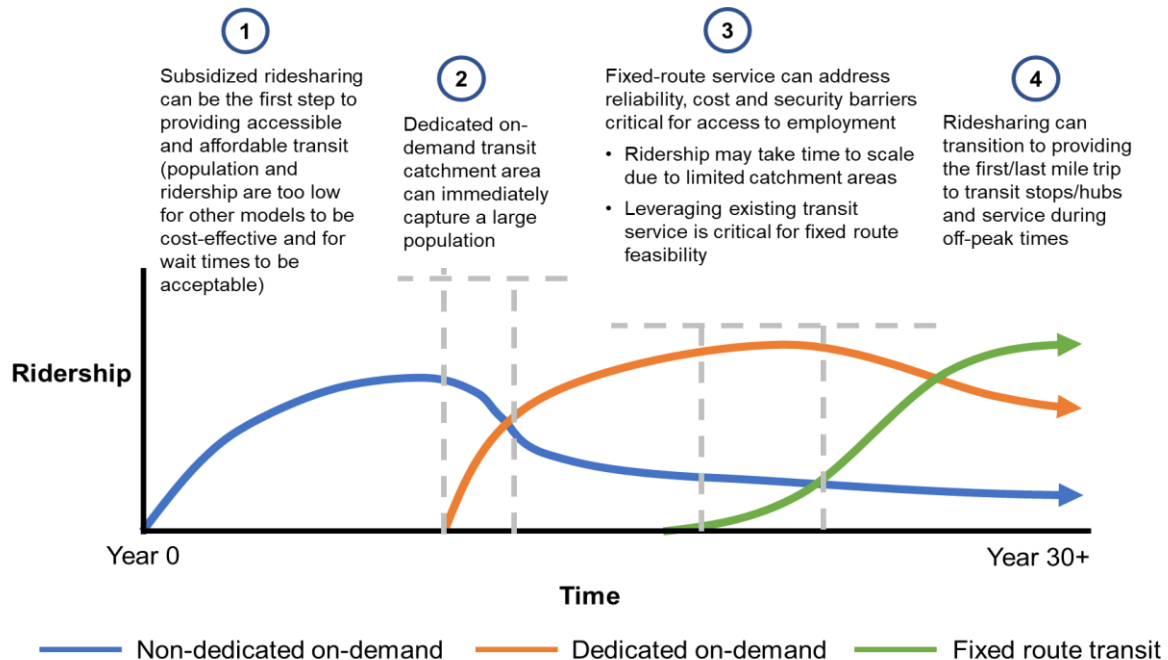 1
Subsidized ridesharing
can be the first step to
providing accessible
and affordable transit
(population and
ridership are too low
for other models to be
cost-effective and for
wait times to be
acceptable)
2
Dedicated on-
demand transit
catchment area
can immediately
capture a large
population
3
Fixed-route service can address
reliability, cost and security barriers
critical for access to employment
• Ridership may take time to scale
due to limited catchment areas
• Leveraging existing transit
service is critical for fixed route
feasibility
4
Ridesharing can
transition to providing
the first/last mile trip
to transit stops/hubs
and service during
off-peak times
Ridership
Year 0
Year 30+
Time
Non-dedicated on-demand
Dedicated on-demand
Fixed route transit